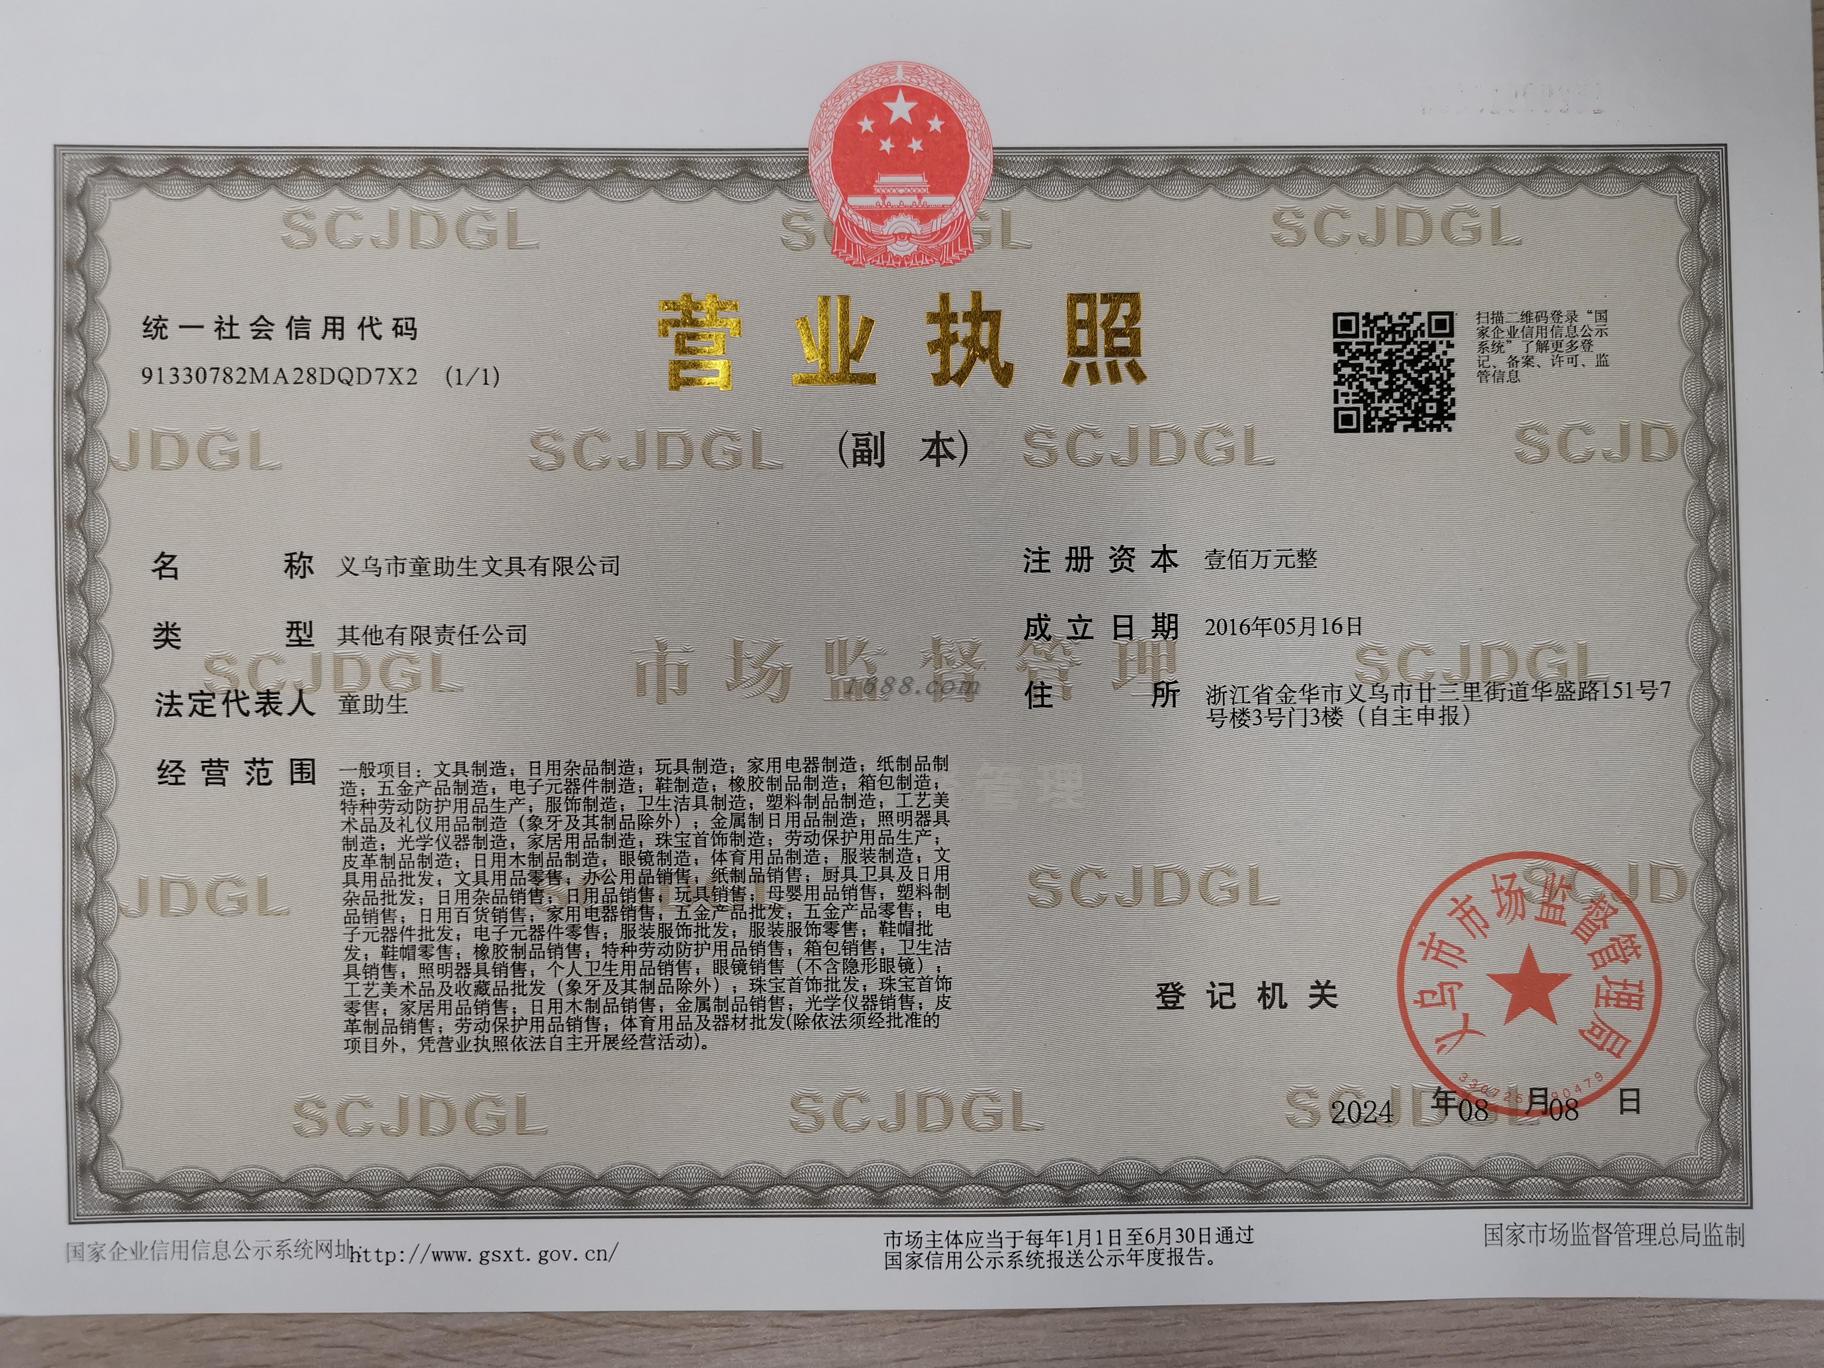 营业执照
(副 本)
统一社会信用代码
91330782MA28DQD7X2 (1/1)
扫描二维码登录“国
家企业信用信息公示
系统”了解更多登
记、备案、许可、监
管信息
名称 义乌市童助生文具有限公司
类型 其他有限责任公司
法定代表人 童助生
经营范围 一般项目：文具制造；日用杂品制造；玩具制造；家用电器制造；纸制品制
造；五金产品制造；电子元器件制造；鞋制造；橡胶制品制造；箱包制造；
特种劳动防护用品生产；服饰制造；卫生洁具制造；塑料制品制造；工艺美
术品及礼仪用品制造（象牙及其制品除外）；金属制日用品制造；照明器具
制造；光学仪器制造；家居用品制造；珠宝首饰制造；劳动保护用品生产；
皮革制品制造；日用木制品制造；眼镜制造；体育用品制造；服装制造；文
具用品批发；文具用品零售；办公用品销售；纸制品销售；厨具卫具及日用
杂品批发；日用杂品销售；日用品销售；玩具销售；母婴用品销售；塑料制
品销售；日用百货销售；家用电器销售；五金产品批发；五金产品零售；电
子元器件批发；电子元器件零售；服装服饰批发；服装服饰零售；鞋帽批
发；鞋帽零售；橡胶制品销售；特种劳动防护用品销售；箱包销售；卫生洁
具销售；照明器具销售；个人卫生用品销售；眼镜销售（不含隐形眼镜）；
工艺美术品及收藏品批发（象牙及其制品除外）；珠宝首饰批发；珠宝首饰
零售；家居用品销售；日用木制品销售；金属制品销售；光学仪器销售；皮
革制品销售；劳动保护用品销售；体育用品及器材批发(除依法须经批准的
项目外，凭营业执照依法自主开展经营活动)。
注册资本 壹佰万元整
成立日期 2016年05月16日
住所 浙江省金华市义乌市廿三里街道华盛路151号7
号楼3号门3楼（自主申报）
市场监督管理
1688.com
SCJDGL
登记机关
义乌市市场监督管理局
2024 年08 月08 日
国家企业信用信息公示系统网址http://www.gsxt.gov.cn/
市场主体应当于每年1月1日至6月30日通过
国家信用公示系统报送公示年度报告。
国家市场监督管理总局监制